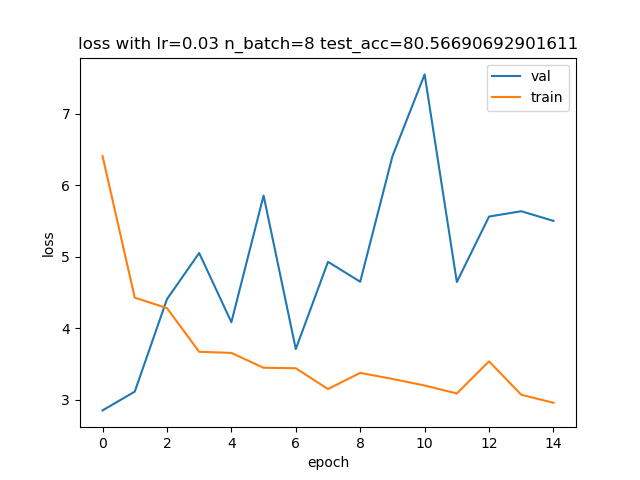 loss with lr=0.03 n_batch=8 test_acc=80.56690692901611
val
train
7
6
5
4
3
loss
0 2 4 6 8 10 12 14
epoch